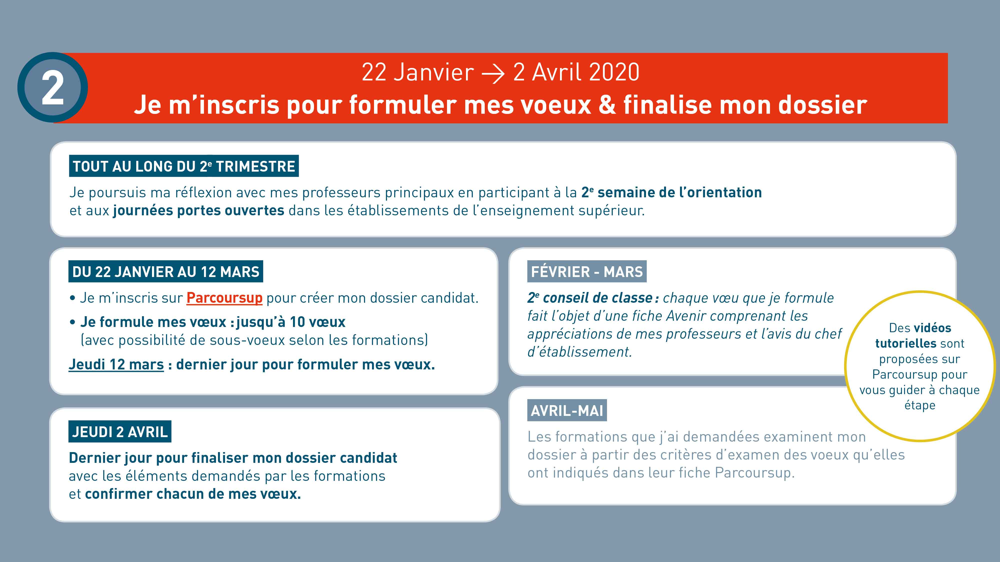 2
22 Janvier → 2 Avril 2020
Je m’inscris pour formuler mes voeux & finalise mon dossier
TOUT AU LONG DU 2e TRIMESTRE
Je poursuis ma réflexion avec mes professeurs principaux en participant à la 2e semaine de l’orientation
et aux journées portes ouvertes dans les établissements de l’enseignement supérieur.
DU 22 JANVIER AU 12 MARS
• Je m’inscris sur Parcoursup pour créer mon dossier candidat.
• Je formule mes vœux : jusqu’à 10 vœux
(avec possibilité de sous-voeux selon les formations)
Jeudi 12 mars : dernier jour pour formuler mes vœux.
JEUDI 2 AVRIL
Dernier jour pour finaliser mon dossier candidat
avec les éléments demandés par les formations
et confirmer chacun de mes vœux.
FÉVRIER - MARS
2e conseil de classe : chaque vœu que je formule
fait l’objet d’une fiche Avenir comprenant les
appréciations de mes professeurs et l’avis du chef
d’établissement.
AVRIL-MAI
Les formations que j’ai demandées examinent mon
dossier à partir des critères d’examen des voeux qu’elles
ont indiqués dans leur fiche Parcoursup.
Des vidéos
tutorielles sont
proposées sur
Parcoursup pour
vous guider à chaque
étape